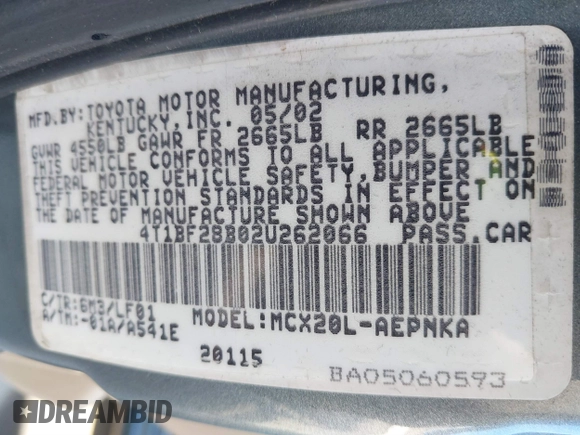 MFD.BY:TOYOTA MOTOR MANUFACTURING,
KENTUCKY,INC. 05/02
GVWR 4550LB GAWR FR 2665LB RR 2665LB
THIS VEHICLE CONFORMS TO ALL APPLICABLE
FEDERAL MOTOR VEHICLE SAFETY,BUMPER AND
THEFT PREVENTION STANDARDS IN EFFECT ON
THE DATE OF MANUFACTURE SHOWN ABOVE
4T1BF28B02U262066 PASS.CAR
C/TR:6M3/LF01
A/TM:-01A/A541E
MODEL:MCX20L-AEPNKA
20115
BA05060593
DREAMBID